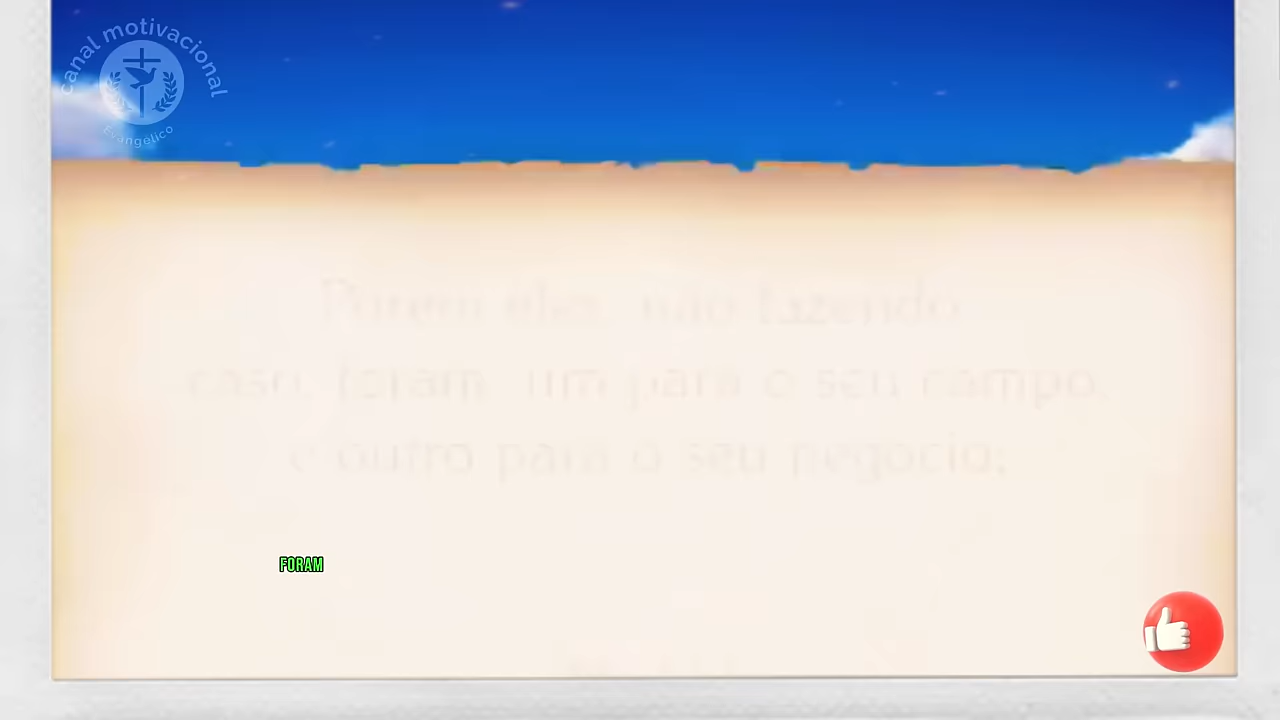 canal motivacional
Evangélico
Porém eles, não fazendo
caso, foram, um para o seu campo,
e outro para o seu negócio;
FORAM